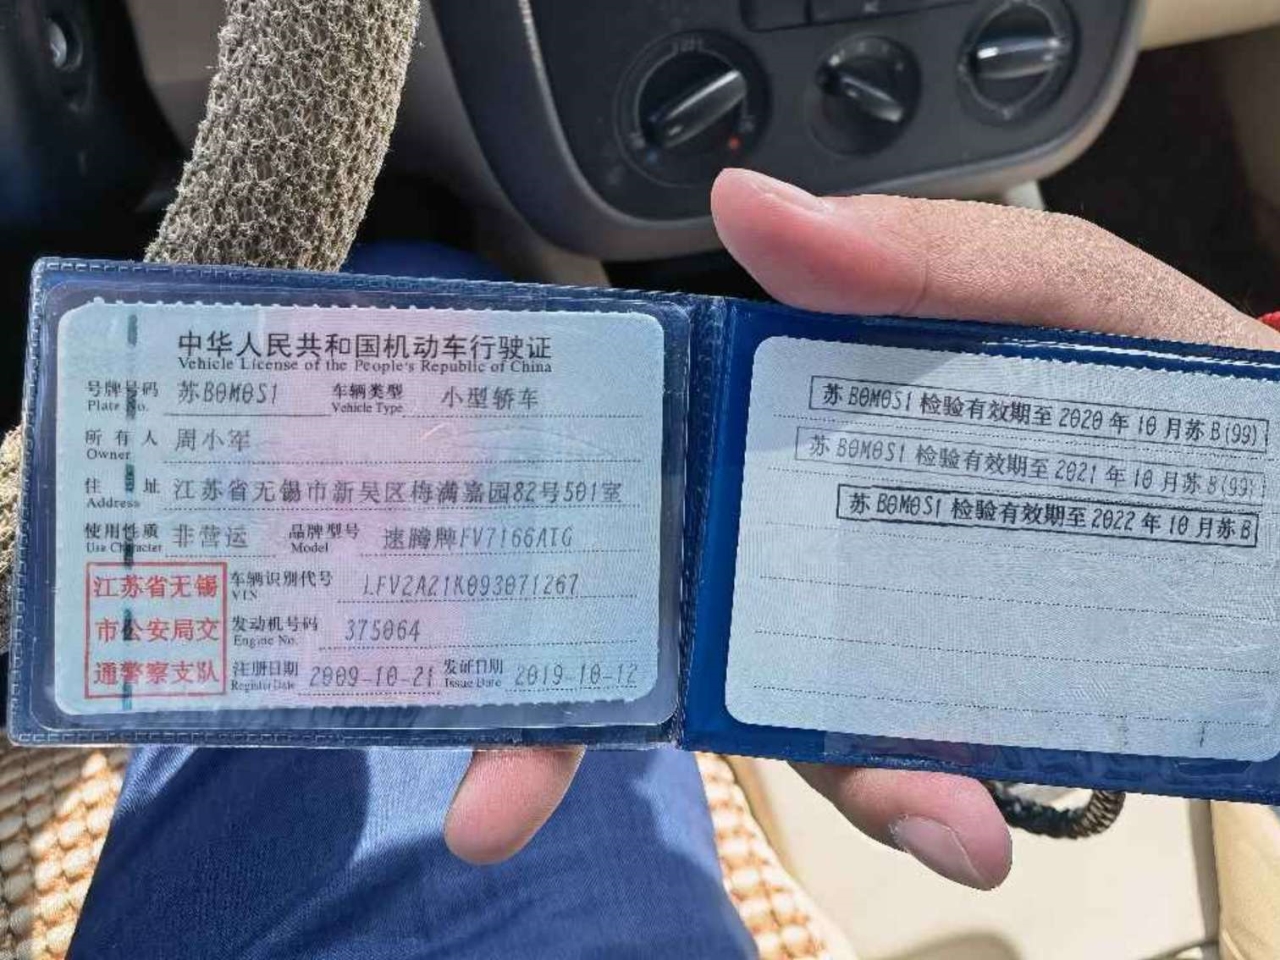 中华人民共和国机动车行驶证
Vehicle License of the People's Republic of China
号牌号码 苏B0M0S1 车辆类型 小型轿车
Plate No. Vehicle Type
所有人 周小军
Owner
住址 江苏省无锡市新吴区梅满嘉园82号501室
Address
使用性质 非营运 品牌型号 速腾牌FV7166ATG
Use Character Model
江苏省无锡
市公安局交
通警察支队
车辆识别代号 LFV2A21K093071267
VIN
发动机号码 375064
Engine No.
注册日期 2009-10-21 发证日期 2019-10-12
Register Date Issue Date
苏B0M0S1检验有效期至2020年10月苏B(99)
苏B0M0S1检验有效期至2021年10月苏B(99)
苏B0M0S1检验有效期至2022年10月苏B